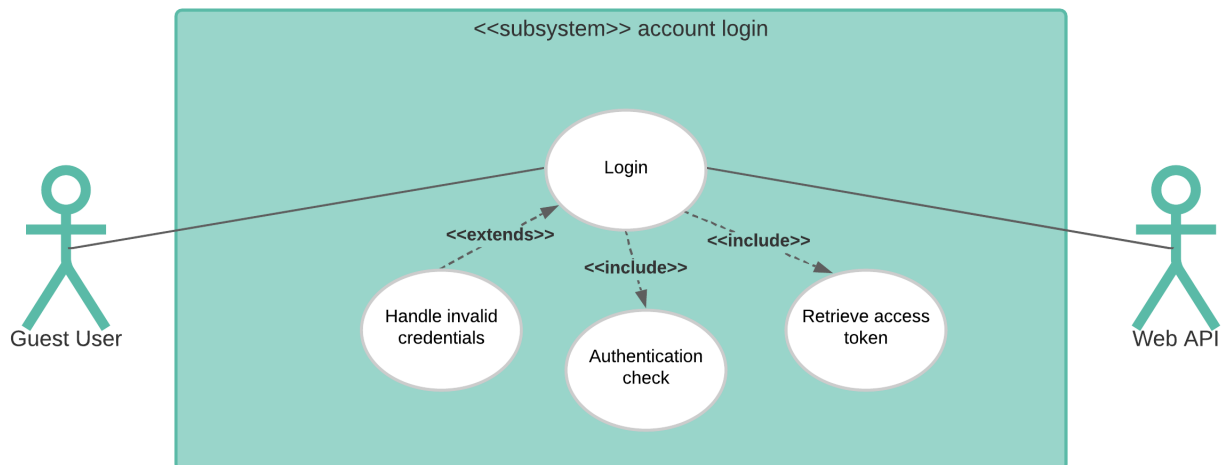 <<subsystem>> account login
Login
<<extends>>
<<include>>
<<include>>
Handle invalid
credentials
Authentication
check
Retrieve access
token
Guest User
Web API